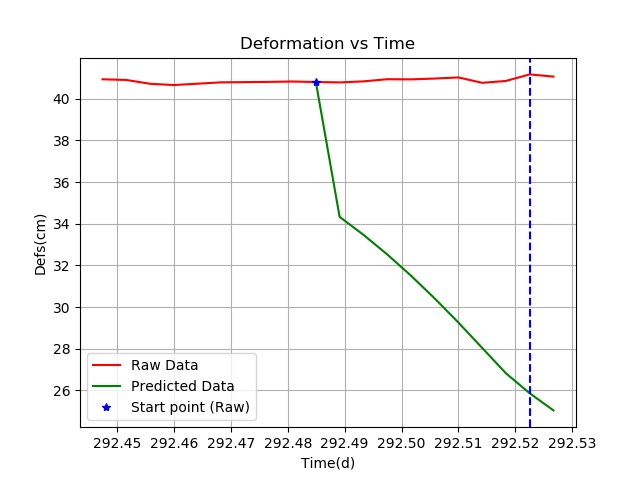 Deformation vs Time
Defs(cm)
40
38
36
34
32
30
28
26
Raw Data
Predicted Data
Start point (Raw)
292.45 292.46 292.47 292.48 292.49 292.50 292.51 292.52 292.53
Time(d)